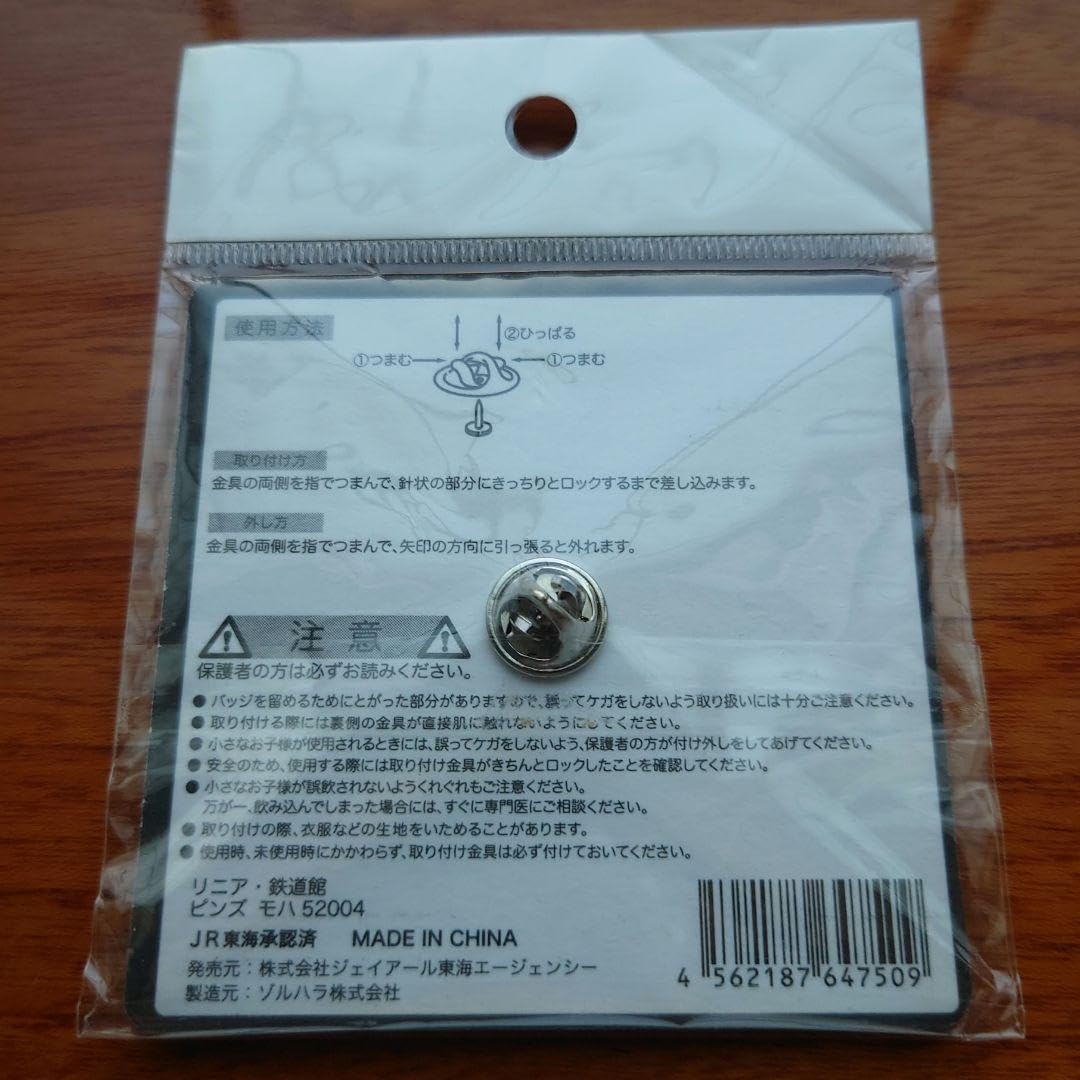 使用方法
②ひっぱる
①つまむ
①つまむ
取り付け方
金具の両側を指でつまんで、針状の部分にきっちりとロックするまで差し込みます。
外し方
金具の両側を指でつまんで、矢印の方向に引っ張ると外れます。
注意
保護者の方は必ずお読みください。
●バッジを留めるためにとがった部分がありますので、誤ってケガをしないよう取り扱いには十分ご注意ください。
●取り付ける際には裏側の金具が直接肌に触れないようにしてください。
●小さなお子様が使用されるときには、誤ってケガをしないよう、保護者の方が付け外しをしてあげてください。
●安全のため、使用する際には取り付け金具がきちんとロックしたことを確認してください。
●小さなお子様が誤飲されないようくれぐれもご注意ください。
万が一、飲み込んでしまった場合には、すぐに専門医にご相談ください。
●取り付けの際、衣服などの生地をいためることがあります。
●使用時、未使用時にかかわらず、取り付け金具は必ず付けておいてください。
リニア・鉄道館
ピンズ モハ52004
JR東海承認済 MADE IN CHINA
発売元:株式会社ジェイアール東海エージェンシー
製造元:ゾルハラ株式会社
4 562187 647509